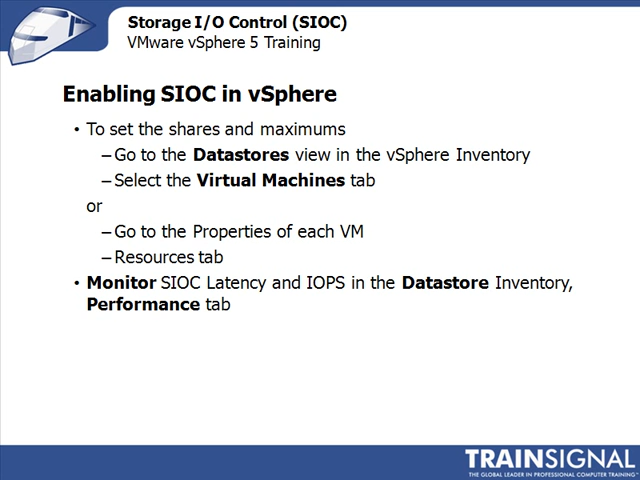 Storage I/O Control (SIOC)
VMware vSphere 5 Training
Enabling SIOC in vSphere
• To set the shares and maximums
– Go to the Datastores view in the vSphere Inventory
– Select the Virtual Machines tab
or
– Go to the Properties of each VM
– Resources tab
• Monitor SIOC Latency and IOPS in the Datastore Inventory,
Performance tab
TRAINSIGNAL
THE GLOBAL LEADER IN PROFESSIONAL COMPUTER TRAINING™